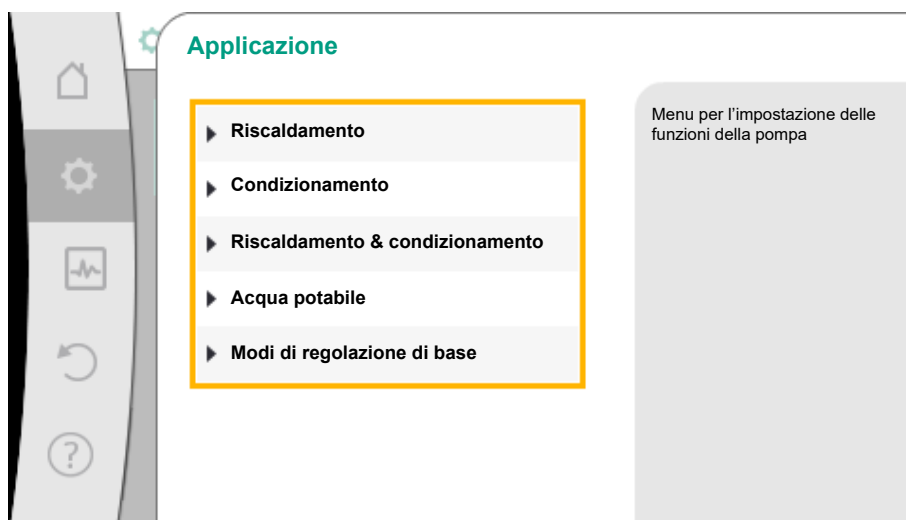 Applicazione
Riscaldamento
Condizionamento
Riscaldamento & condizionamento
Acqua potabile
Modi di regolazione di base
Menu per l'impostazione delle
funzioni della pompa
?